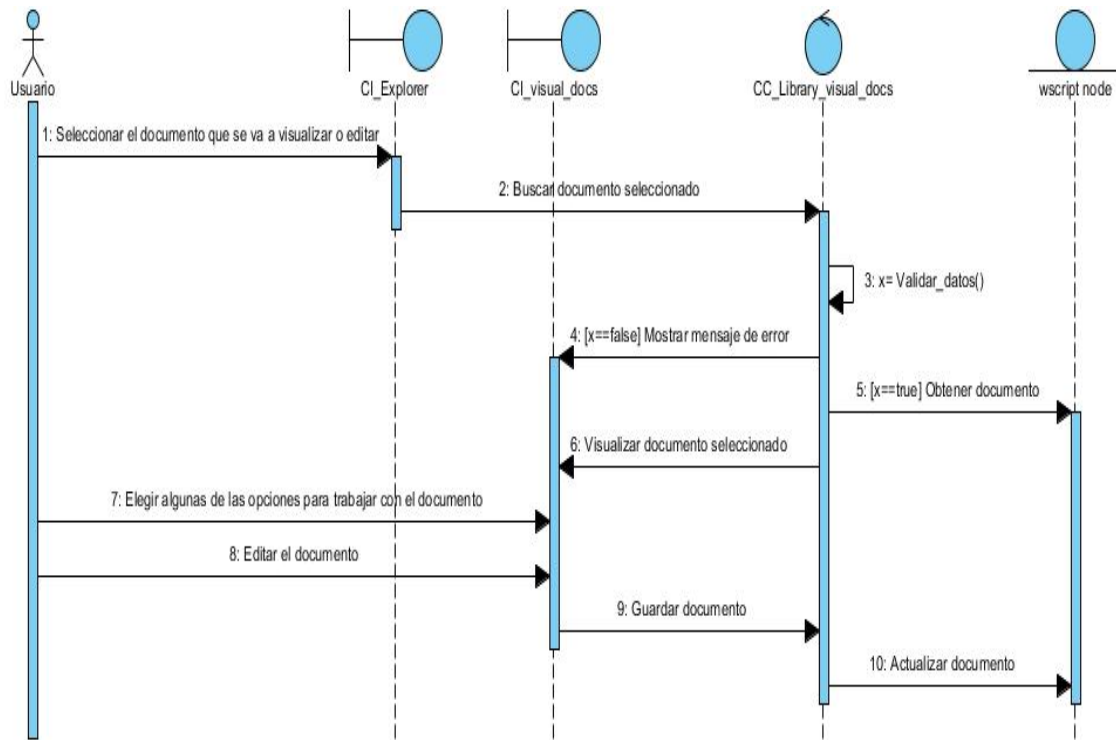 Usuario
CI_Explorer
CI_visual_docs
CC_Library_visual_docs
wscript node
1: Seleccionar el documento que se va a visualizar o editar
2: Buscar documento seleccionado
3: x= Validar_datos()
4: [x==false] Mostrar mensaje de error
5: [x==true] Obtener documento
6: Visualizar documento seleccionado
7: Elegir algunas de las opciones para trabajar con el documento
8: Editar el documento
9: Guardar documento
10: Actualizar documento